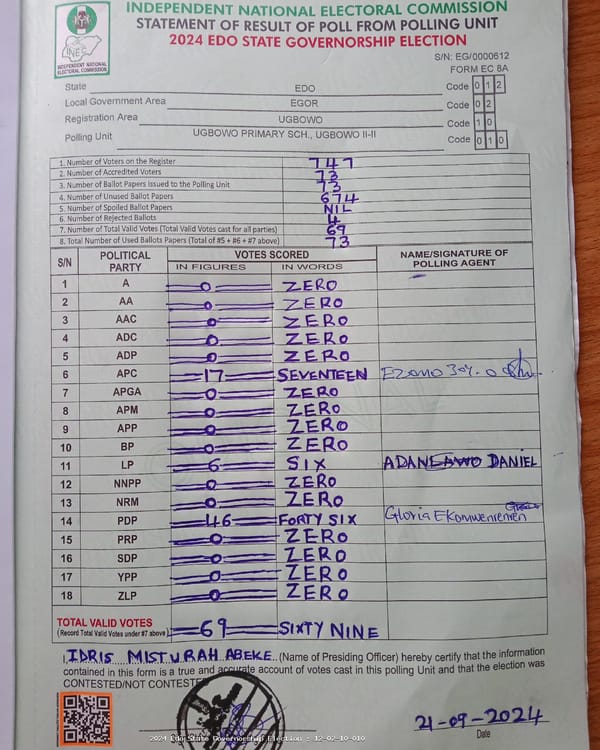 INDEPENDENT NATIONAL ELECTORAL COMMISSION
STATEMENT OF RESULT OF POLL FROM POLLING UNIT
2024 EDO STATE GOVERNORSHIP ELECTION
INEC
INDEPENDENT NATIONAL
ELECTORAL COMMISSION
S/N: EG/0000612
FORM EC 8A
State EDO Code 0 1 2
Local Government Area EGOR Code 0 2
Registration Area UGBOWO Code 1 0
Polling Unit UGBOWO PRIMARY SCH., UGBOWO II-II Code 0 1 0
1. Number of Voters on the Register 747
2. Number of Accredited Voters 73
3. Number of Ballot Papers issued to the Polling Unit 73
4. Number of Unused Ballot Papers 674
5. Number of Spoiled Ballot Papers NIL
6. Number of Rejected Ballots 4
7. Number of Total Valid Votes (Total Valid Votes cast for all parties) 69
8. Total Number of Used Ballots Papers (Total of #5 + #6 + #7 above) 73
S/N POLITICAL PARTY VOTES SCORED NAME/SIGNATURE OF POLLING AGENT
IN FIGURES IN WORDS
1 A 0 ZERO
2 AA 0 ZERO
3 AAC 0 ZERO
4 ADC 0 ZERO
5 ADP 0 ZERO
6 APC 17 SEVENTEEN
7 APGA 0 ZERO
8 APM 0 ZERO
9 APP 0 ZERO
10 BP 0 ZERO
11 LP 6 SIX DANIEL
12 NNPP 0 ZERO
13 NRM 0 ZERO
14 PDP 46 FORTY SIX Gloria
15 PRP 0 ZERO
16 SDP 0 ZERO
17 YPP 0 ZERO
18 ZLP 0 ZERO
TOTAL VALID VOTES
(Record Total Valid Votes under #7 above) 69 SIXTY NINE
I, IDRIS MISTURAH ABEKE (Name of Presiding Officer) hereby certify that the information
contained in this form is a true and accurate account of votes cast in this polling Unit and that the election was
CONTESTED/NOT CONTESTED
21-09-2024
Date
2024 Edo State Governorship Election : 12-02-10-010